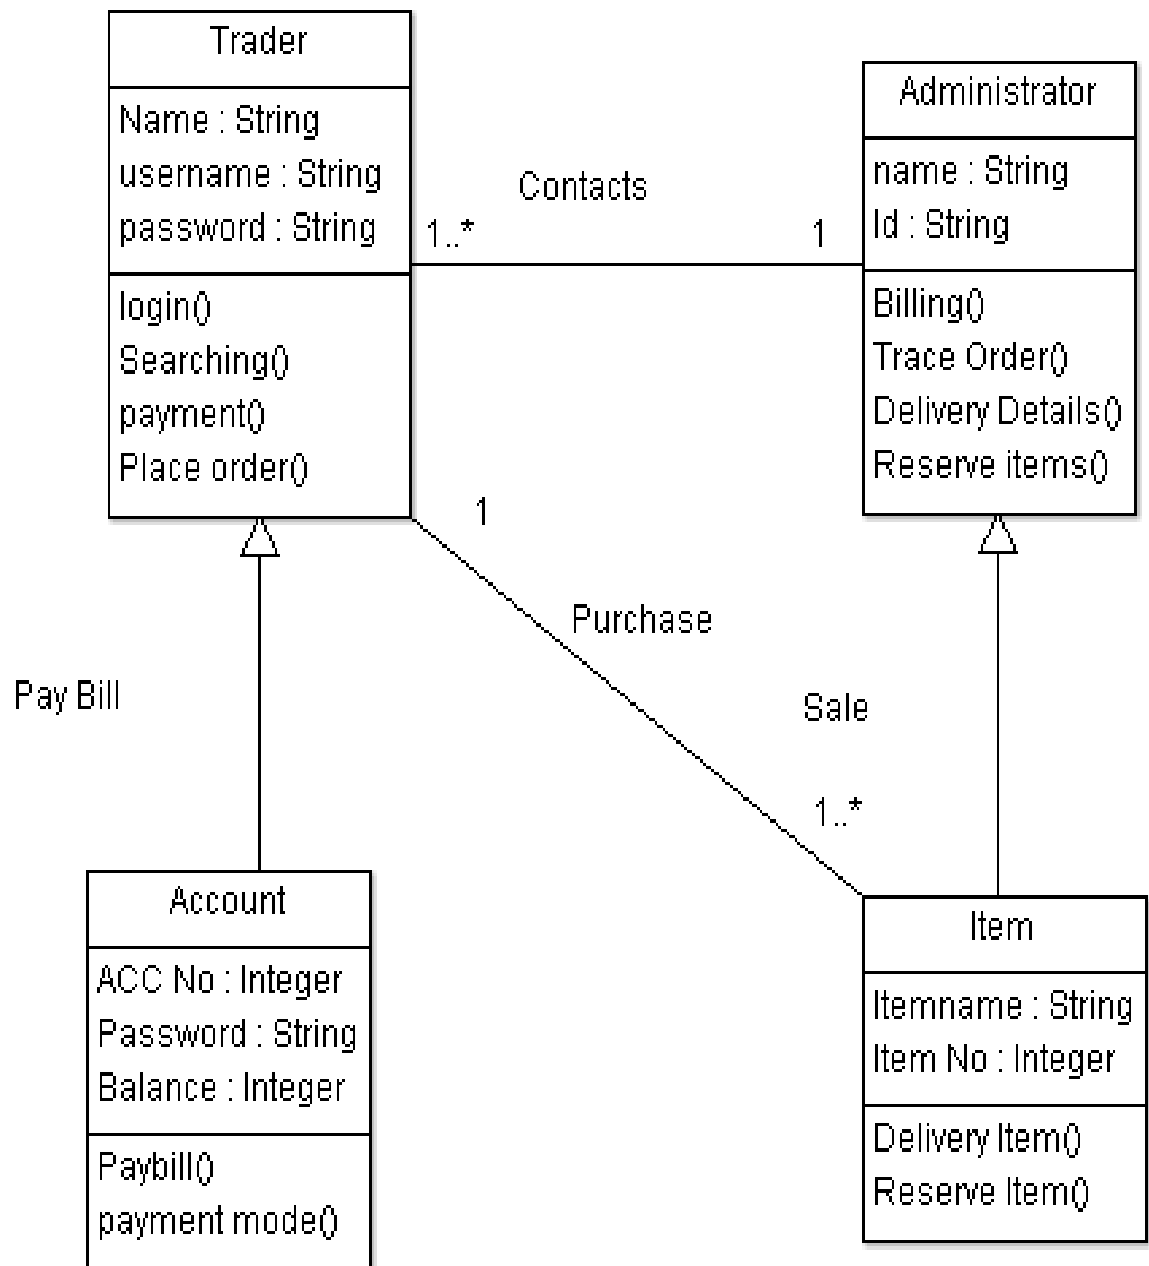 Trader
Name : String
username : String
password : String
login()
Searching()
payment()
Place order()
Contacts
1..*
1
Administrator
name : String
Id : String
Billing()
Trace Order()
Delivery Details()
Reserve items()
1
Purchase
Pay Bill
Sale
1..*
Account
ACC No : Integer
Password : String
Balance : Integer
Paybill()
payment mode()
Item
Itemname : String
Item No : Integer
Delivery Item()
Reserve Item()